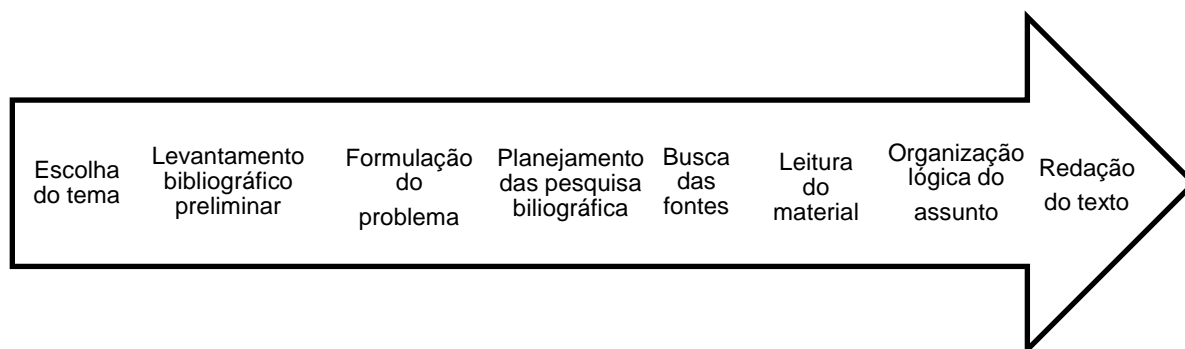 Escolha
do tema
Levantamento
bibliográfico
preliminar
Formulação
do
problema
Planejamento
das pesquisa
biliográfica
Busca
das
fontes
Leitura
do
material
Organização
lógica do
assunto
Redação
do texto